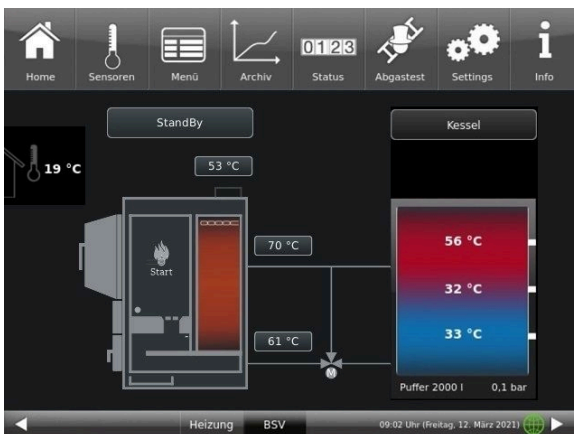 Home Sensoren Menü Archiv 0123 Status Abgastest Settings i Info
StandBy Kessel
53 °C
19 °C
70 °C
56 °C
Start
32 °C
61 °C
33 °C
M
Puffer 2000 l 0,1 bar
Heizung BSV 09:02 Uhr (Freitag, 12. März 2021)